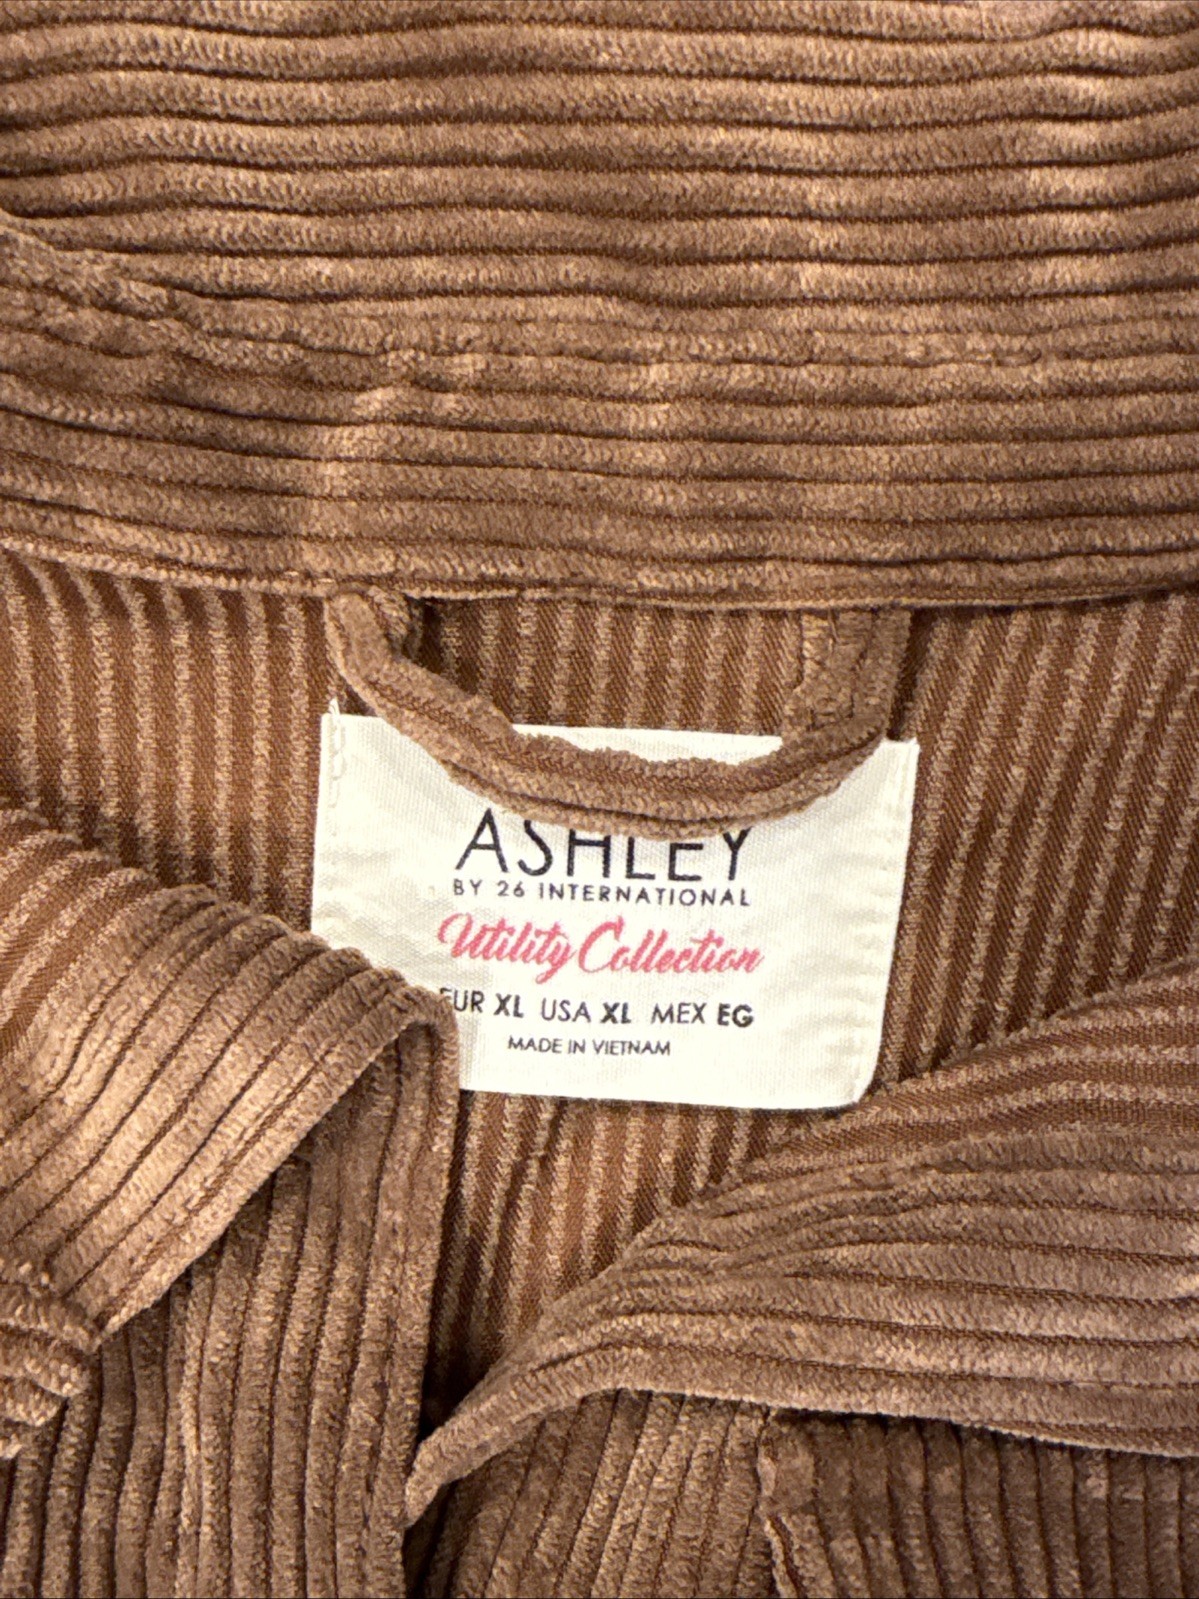 ASHLEY
BY 26 INTERNATIONAL
Utility Collection
EUR XL USA XL MEX EG
MADE IN VIETNAM